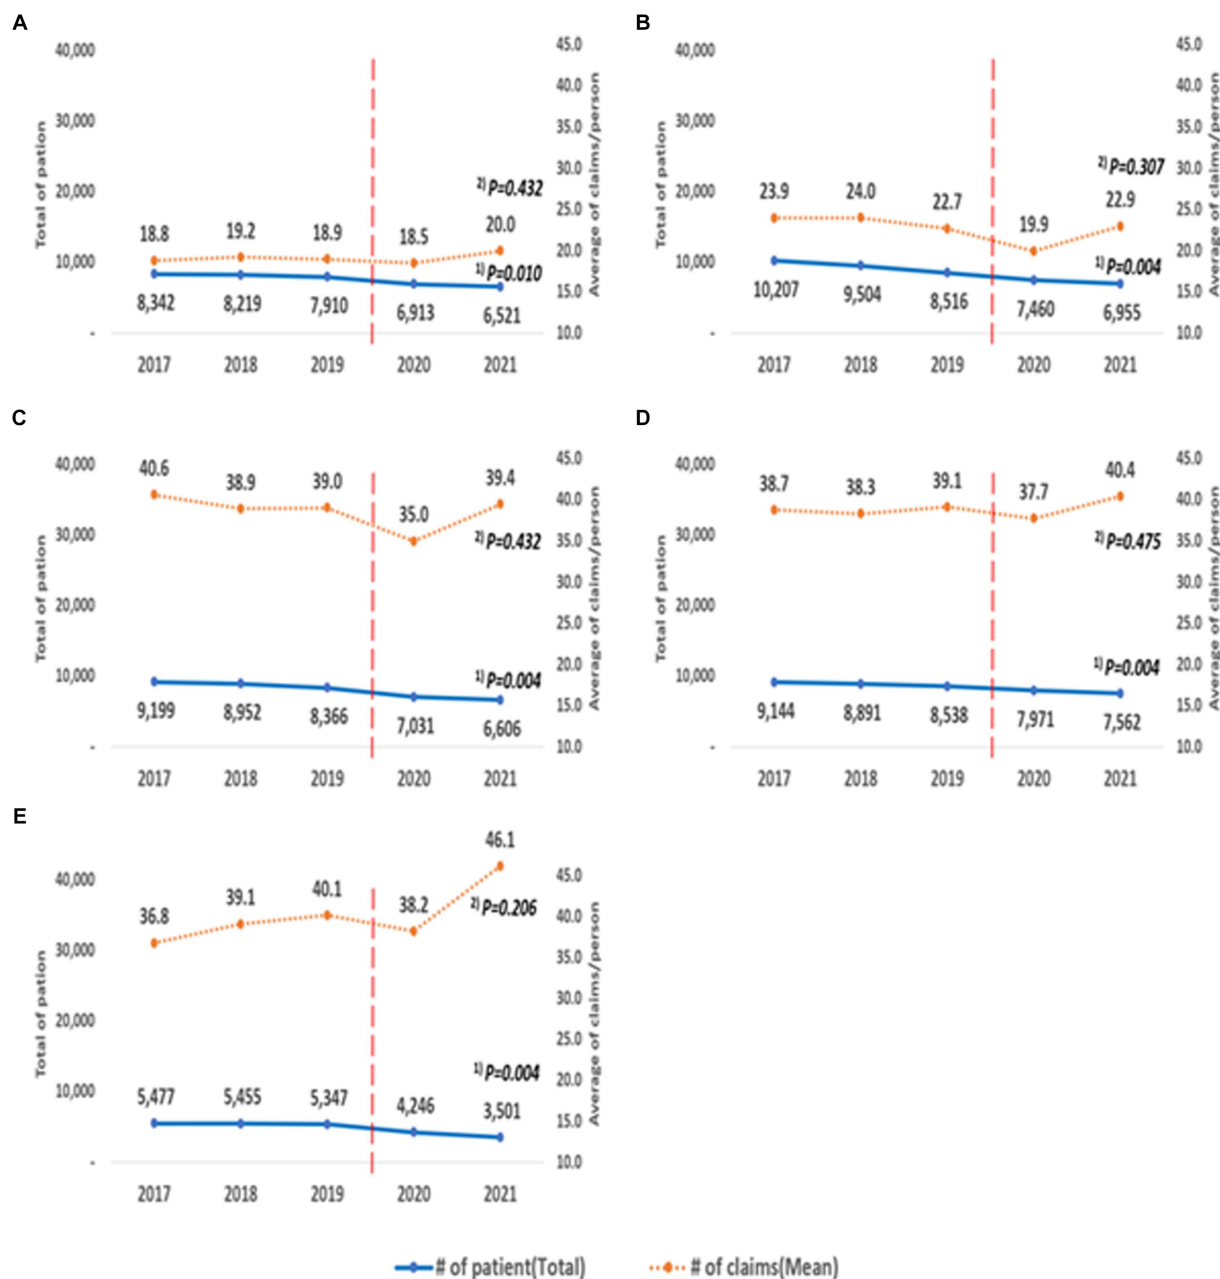 A
Total of pation
Average of claims/person
40,000
30,000
20,000
10,000
-
45.0
40.0
35.0
30.0
25.0
20.0
15.0
10.0
18.8 19.2 18.9 18.5 20.0
2) P=0.432
1) P=0.010
8,342 8,219 7,910 6,913 6,521
2017 2018 2019 2020 2021
B
Total of pation
Average of claims/person
40,000
30,000
20,000
10,000
-
45.0
40.0
35.0
30.0
25.0
20.0
15.0
10.0
23.9 24.0 22.7 19.9 22.9
2) P=0.307
1) P=0.004
10,207 9,504 8,516 7,460 6,955
2017 2018 2019 2020 2021
C
Total of pation
Average of claims/person
40,000
30,000
20,000
10,000
-
45.0
40.0
35.0
30.0
25.0
20.0
15.0
10.0
40.6 38.9 39.0 35.0 39.4
2) P=0.432
1) P=0.004
9,199 8,952 8,366 7,031 6,606
2017 2018 2019 2020 2021
D
Total of pation
Average of claims/person
40,000
30,000
20,000
10,000
-
45.0
40.0
35.0
30.0
25.0
20.0
15.0
10.0
38.7 38.3 39.1 37.7 40.4
2) P=0.475
1) P=0.004
9,144 8,891 8,538 7,971 7,562
2017 2018 2019 2020 2021
E
Total of pation
Average of claims/person
40,000
30,000
20,000
10,000
-
45.0
40.0
35.0
30.0
25.0
20.0
15.0
10.0
36.8 39.1 40.1 38.2 46.1
2) P=0.206
1) P=0.004
5,477 5,455 5,347 4,246 3,501
2017 2018 2019 2020 2021
# of patient(Total) # of claims(Mean)